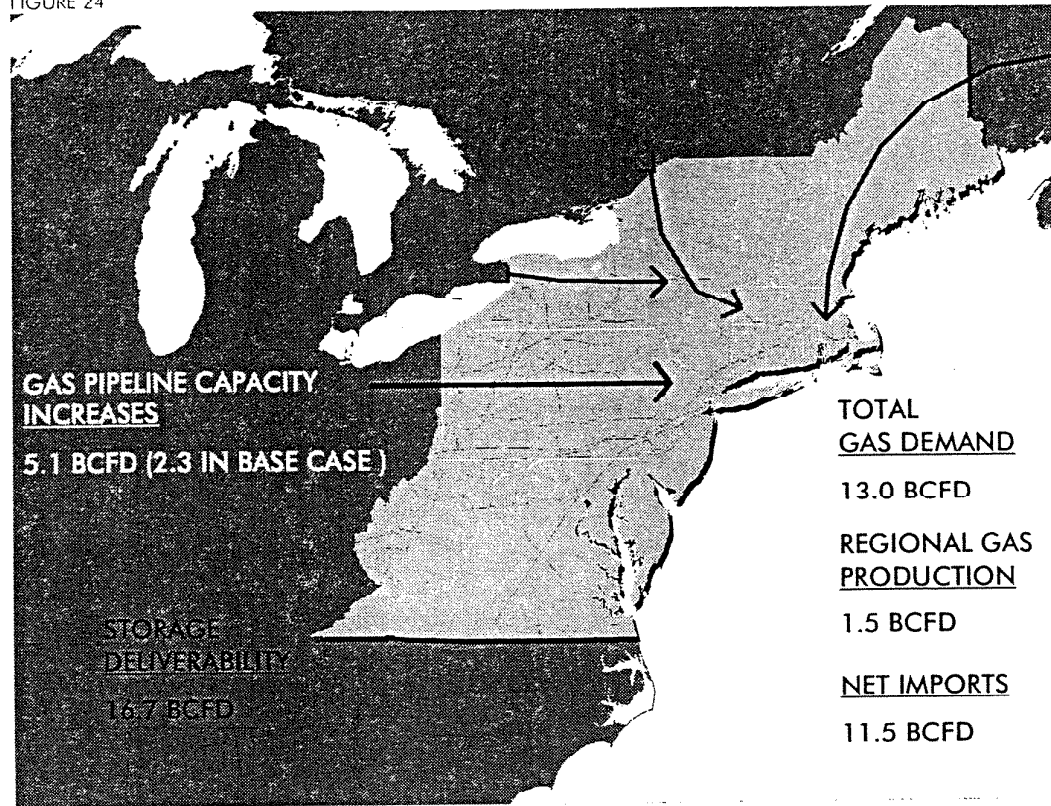 FIGURE 24
GAS PIPELINE CAPACITY
INCREASES
5.1 BCFD (2.3 IN BASE CASE )
STORAGE
DELIVERABILITY
16.7 BCFD
TOTAL
GAS DEMAND
13.0 BCFD
REGIONAL GAS
PRODUCTION
1.5 BCFD
NET IMPORTS
11.5 BCFD